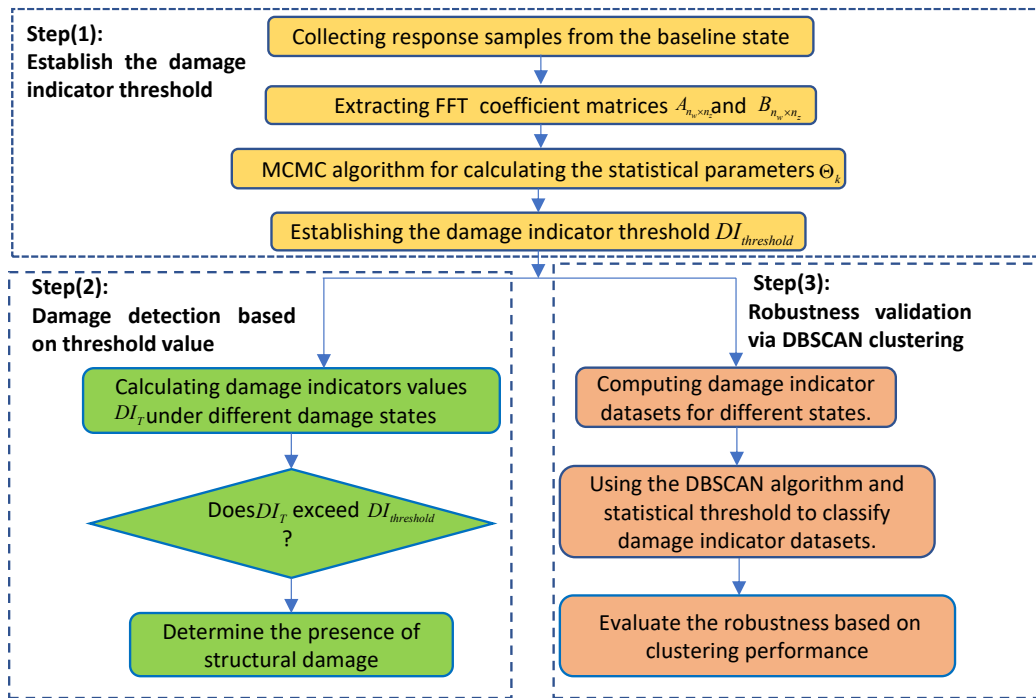 Step(1):
Establish the damage
indicator threshold
Collecting response samples from the baseline state
Extracting FFT coefficient matrices A_{n_w×n_z} and B_{n_w×n_z}
MCMC algorithm for calculating the statistical parameters Θ_k
Establishing the damage indicator threshold DI_{threshold}
Step(2):
Damage detection based
on threshold value
Calculating damage indicators values
DI_T under different damage states
Does DI_T exceed DI_{threshold}
?
Determine the presence of
structural damage
Step(3):
Robustness validation
via DBSCAN clustering
Computing damage indicator
datasets for different states.
Using the DBSCAN algorithm and
statistical threshold to classify
damage indicator datasets.
Evaluate the robustness based on
clustering performance